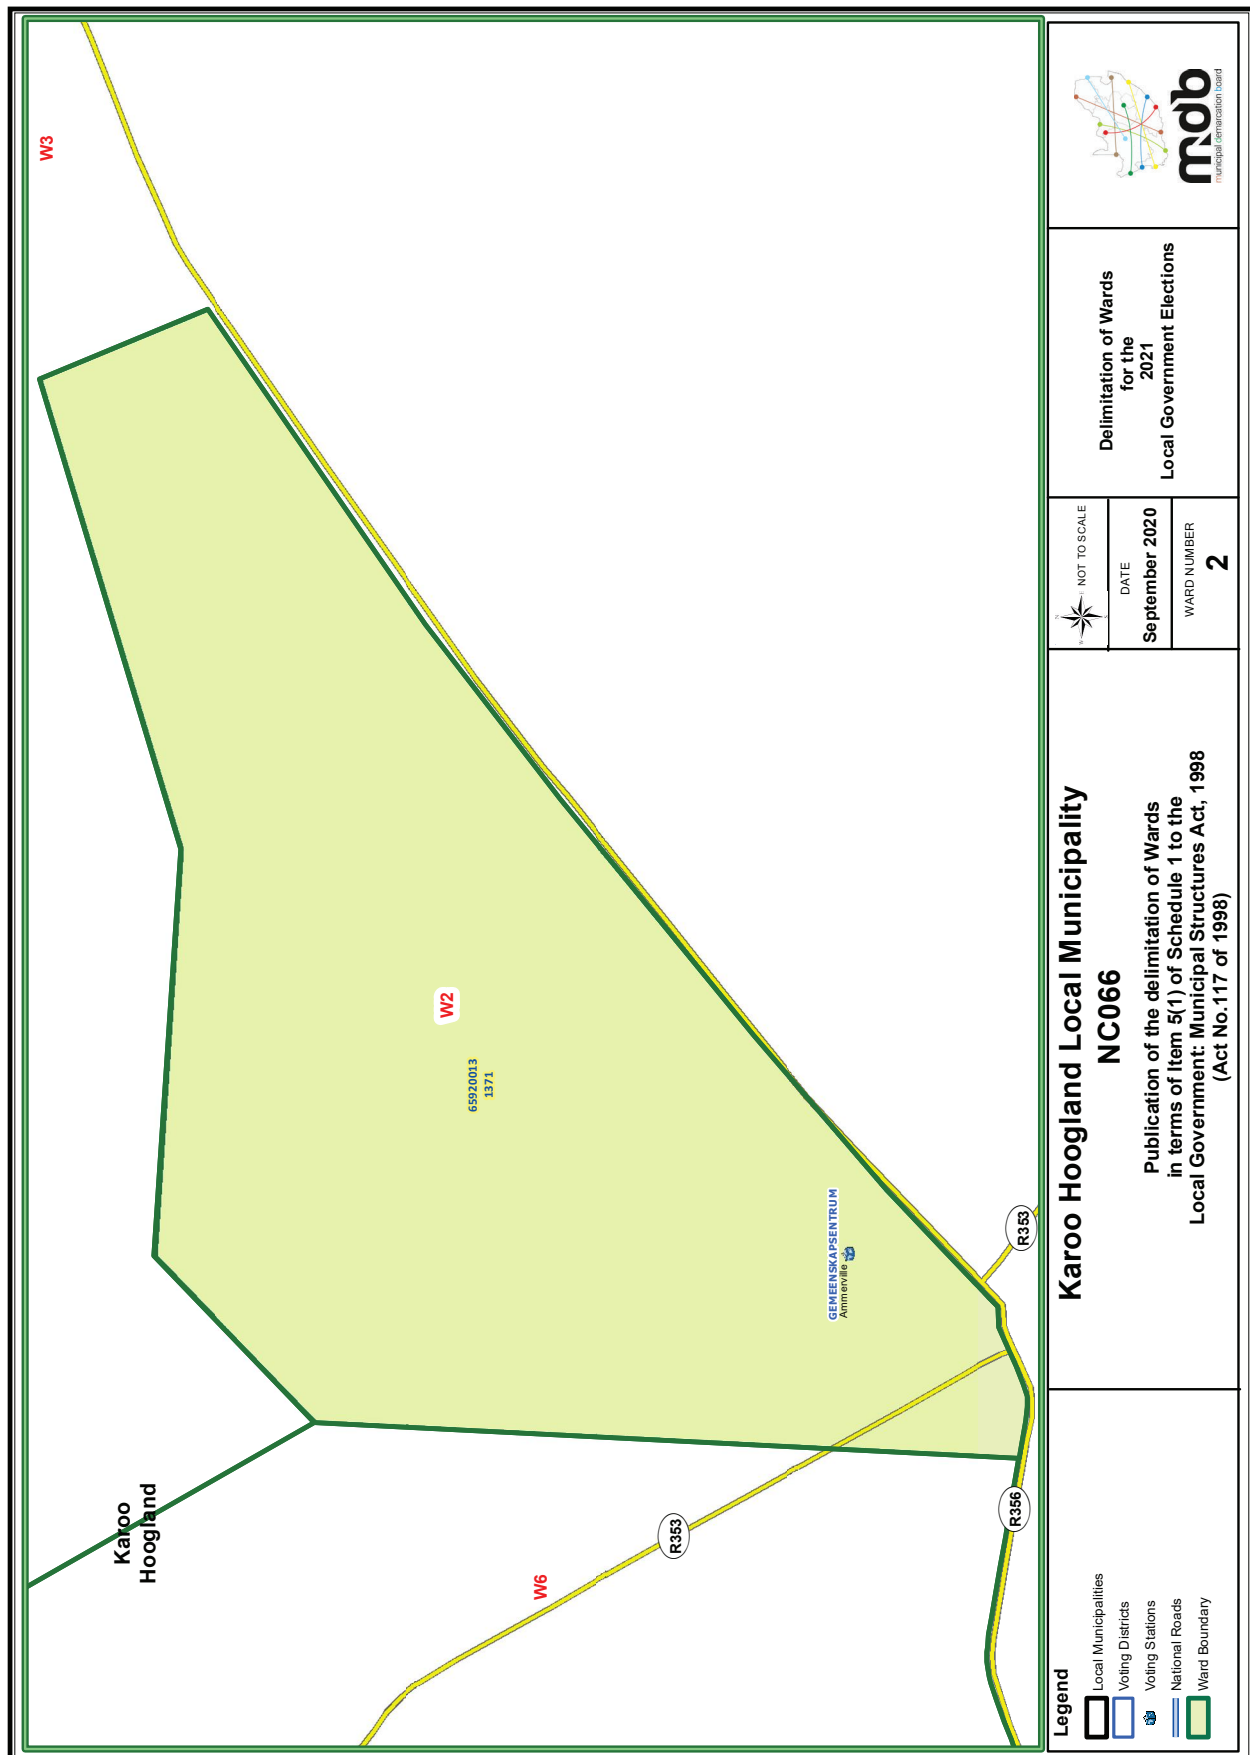 W3
Karoo
Hoogland
W2
65920013
1371
W6
R353
GEMEENSKAPSENTRUM
Ammerville
R356
R353
Legend
Local Municipalities
Voting Districts
Voting Stations
National Roads
Ward Boundary
Karoo Hoogland Local Municipality
NC066
Publication of the delimitation of Wards
in terms of Item 5(1) of Schedule 1 to the
Local Government: Municipal Structures Act, 1998
(Act No.117 of 1998)
N
W E
S
NOT TO SCALE
DATE
September 2020
WARD NUMBER
2
Delimitation of Wards
for the
2021
Local Government Elections
mdb
municipal demarcation board